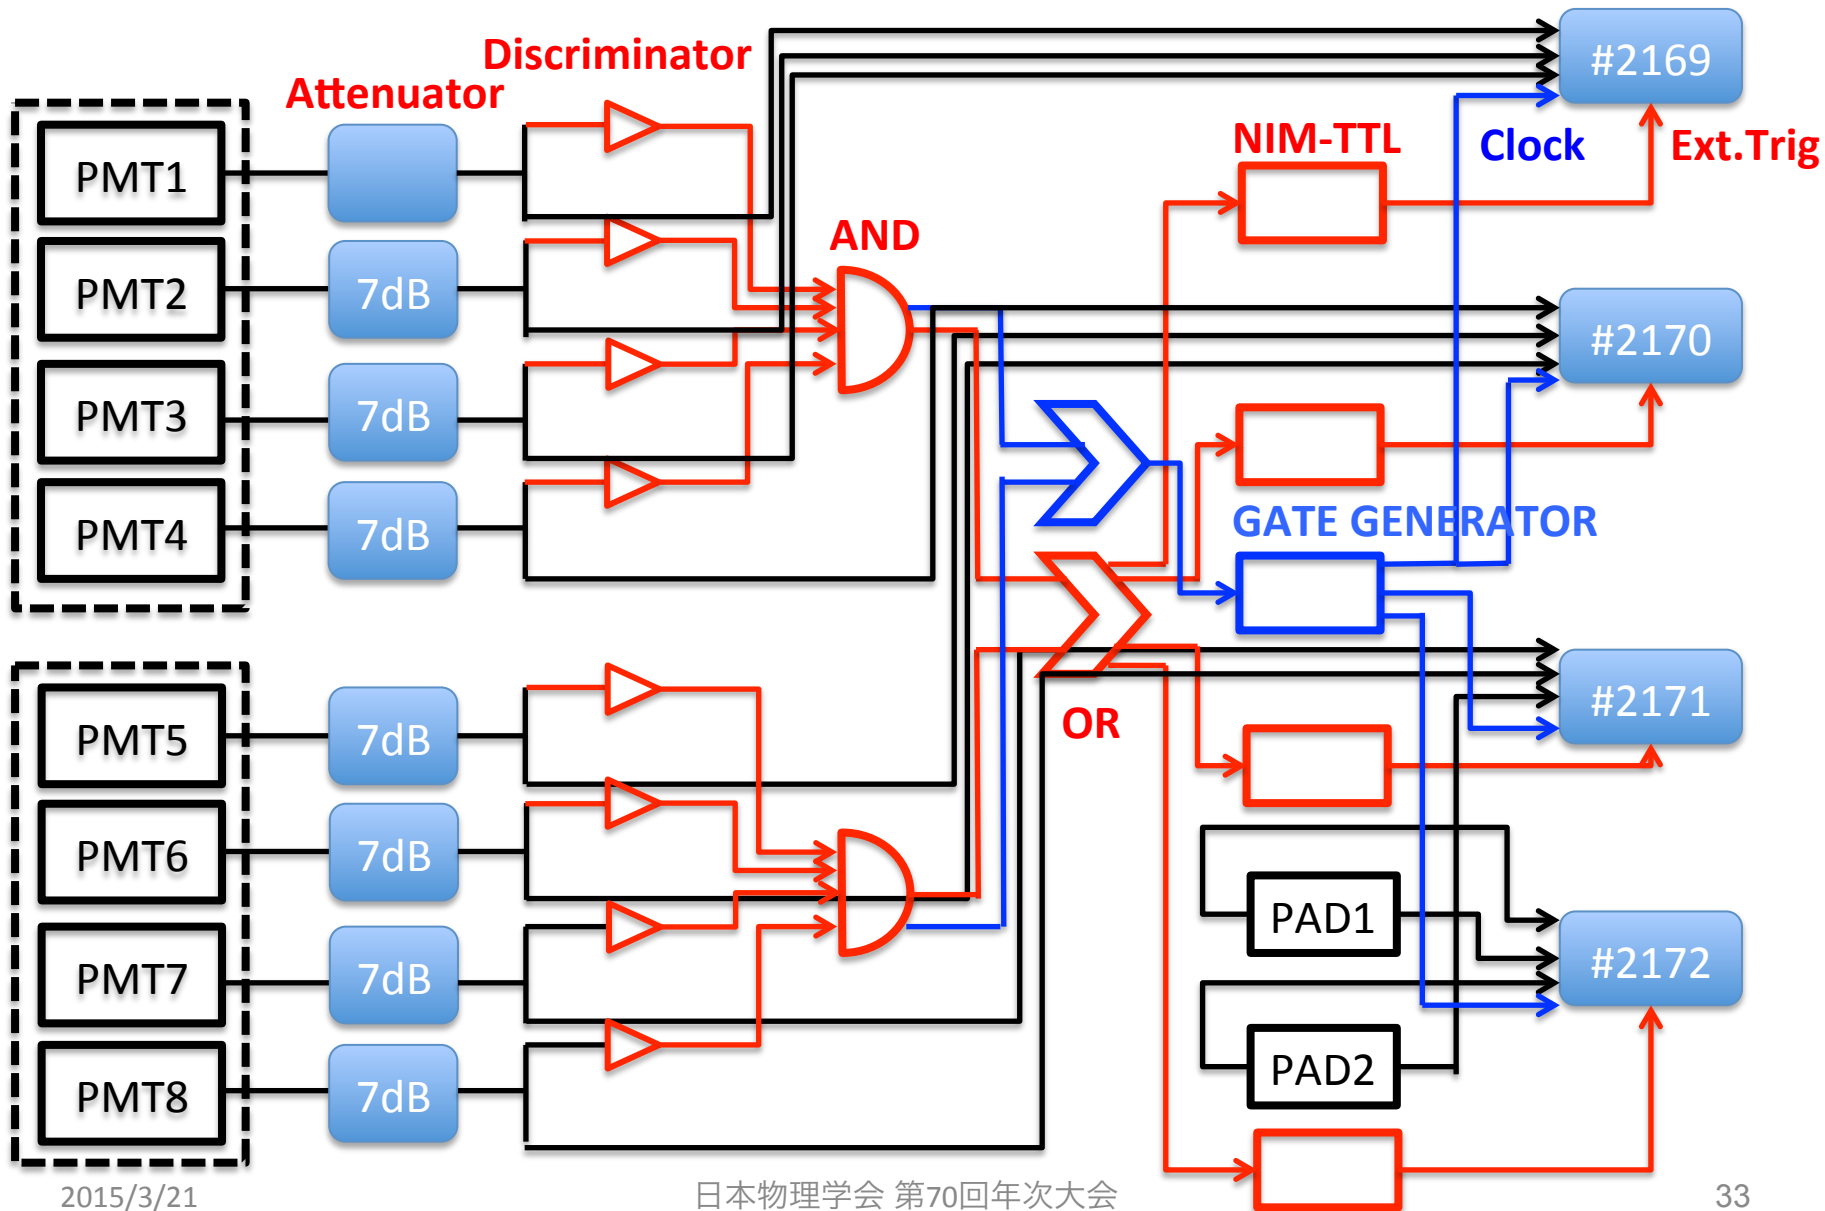 Discriminator
Attenuator
#2169
NIM-TTL
Clock
Ext.Trig
PMT1
AND
PMT2
7dB
#2170
PMT3
7dB
PMT4
7dB
GATE GENERATOR
PMT5
7dB
OR
#2171
PMT6
7dB
PAD1
PMT7
7dB
#2172
PMT8
7dB
PAD2
2015/3/21
日本物理学会 第70回年次大会
33